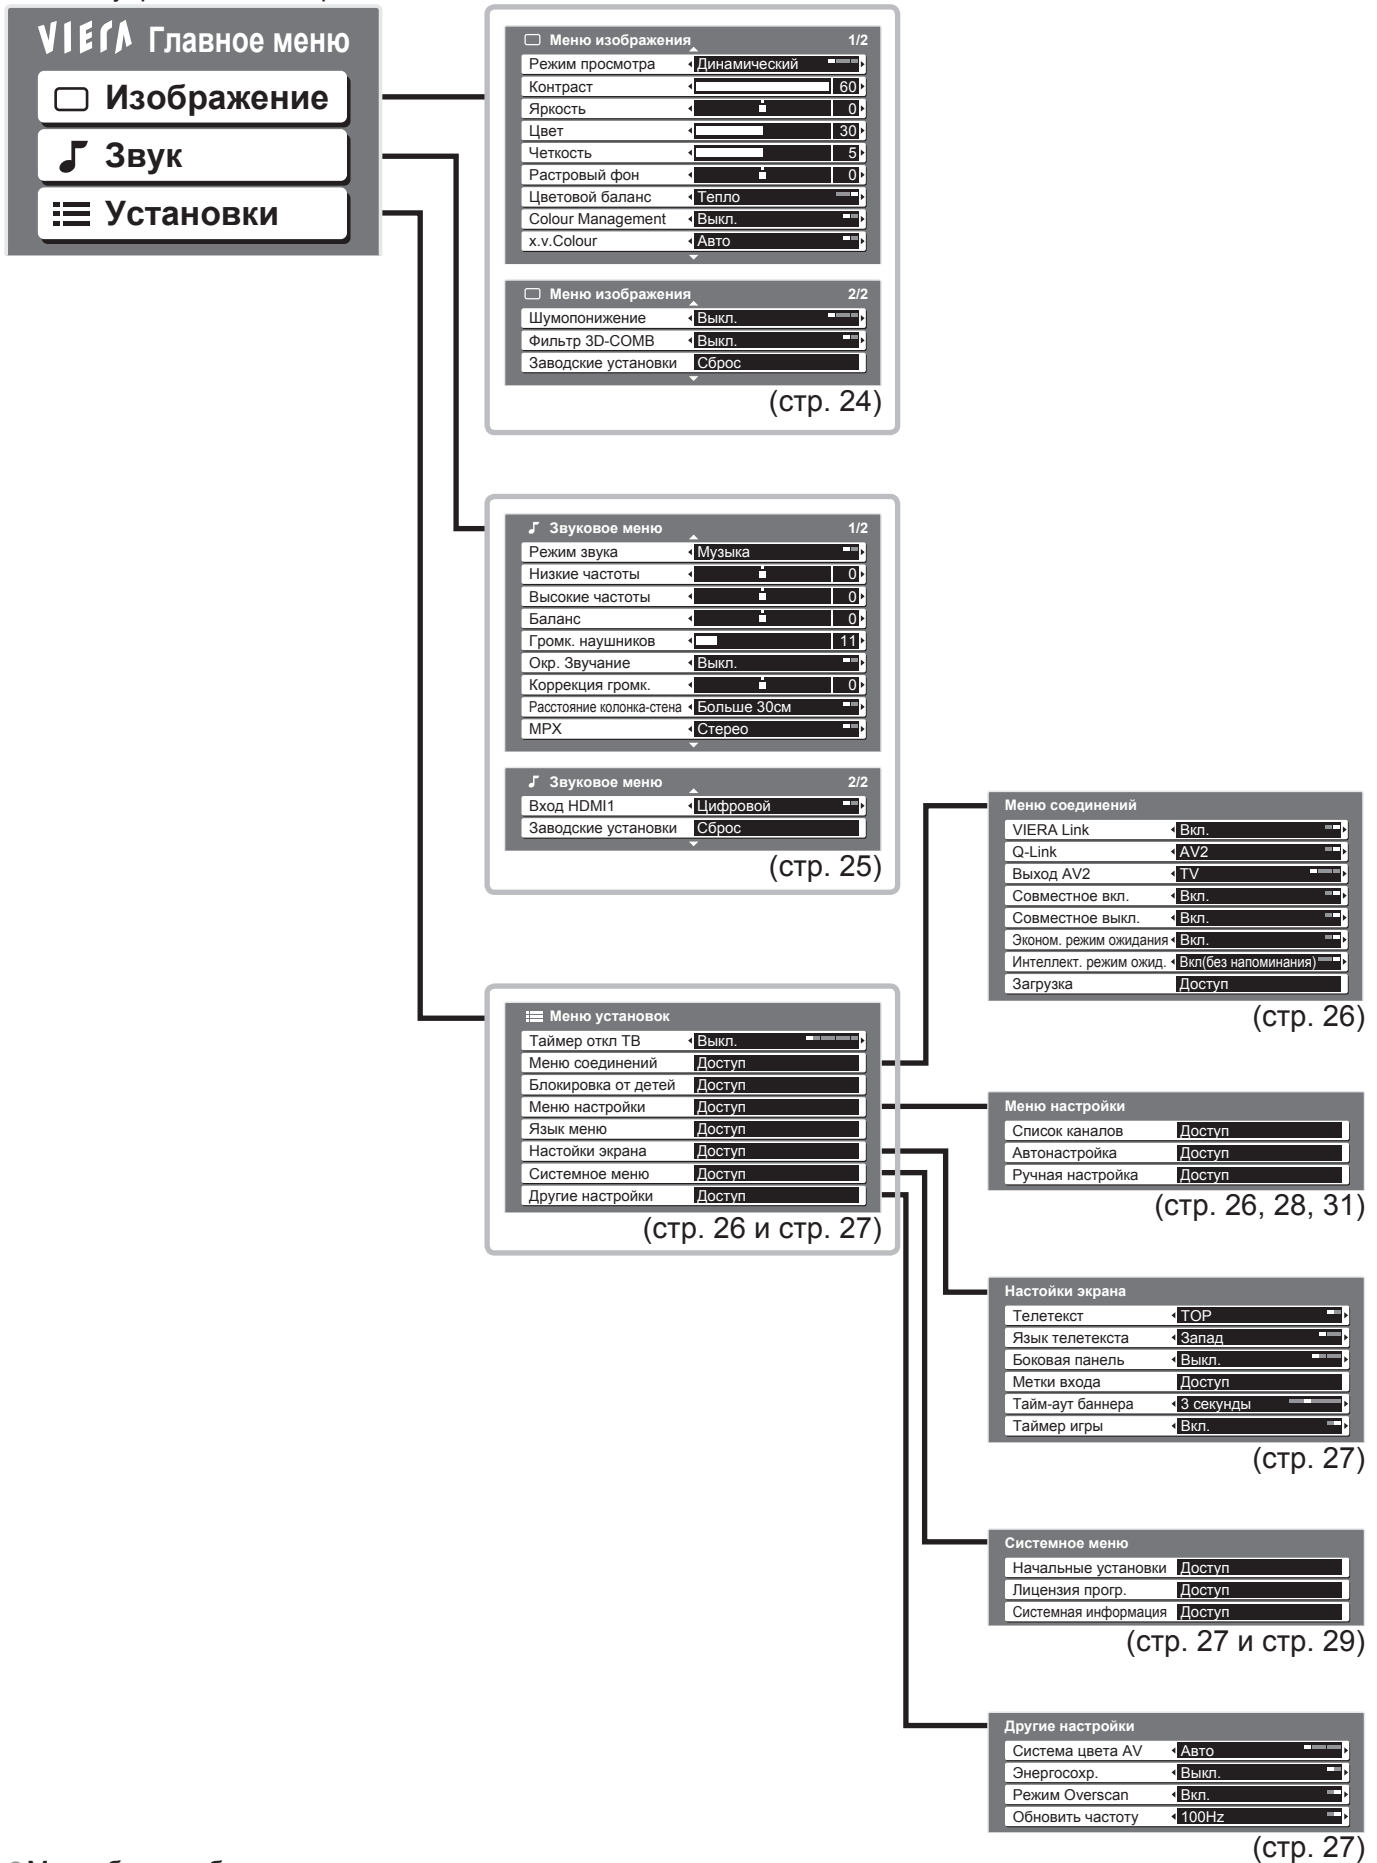 VIERA Главное меню
Изображение
Звук
Установки
Меню изображения 1/2
Режим просмотра Динамический
Контраст 60
Яркость 0
Цвет 30
Четкость 5
Растровый фон 0
Цветовой баланс Тепло
Colour Management Выкл.
x.v.Colour Авто
Меню изображения 2/2
Шумопонижение Выкл.
Фильтр 3D-COMB Выкл.
Заводские установки Сброс
(стр. 24)
Звуковое меню 1/2
Режим звука Музыка
Низкие частоты 0
Высокие частоты 0
Баланс 0
Громк. наушников 11
Окр. Звучание Выкл.
Коррекция громк. 0
Расстояние колонка-стена Больше 30см
MPX Стерео
Звуковое меню 2/2
Вход HDMI1 Цифровой
Заводские установки Сброс
(стр. 25)
Меню установок
Таймер откл ТВ Выкл.
Меню соединений Доступ
Блокировка от детей Доступ
Меню настройки Доступ
Язык меню Доступ
Настойки экрана Доступ
Системное меню Доступ
Другие настройки Доступ
(стр. 26 и стр. 27)
Меню соединений
VIERA Link Вкл.
Q-Link AV2
Выход AV2 TV
Совместное вкл. Вкл.
Совместное выкл. Вкл.
Эконом. режим ожидания Вкл.
Интеллект. режим ожид. Вкл(без напоминания)
Загрузка Доступ
(стр. 26)
Меню настройки
Список каналов Доступ
Автонастройка Доступ
Ручная настройка Доступ
(стр. 26, 28, 31)
Настойки экрана
Телетекст TOP
Язык телетекста Запад
Боковая панель Выкл.
Метки входа Доступ
Тайм-аут баннера 3 секунды
Таймер игры Вкл.
(стр. 27)
Системное меню
Начальные установки Доступ
Лицензия прогр. Доступ
Системная информация Доступ
(стр. 27 и стр. 29)
Другие настройки
Система цвета AV Авто
Энергосохр. Выкл.
Режим Overscan Вкл.
Обновить частоту 100Hz
(стр. 27)